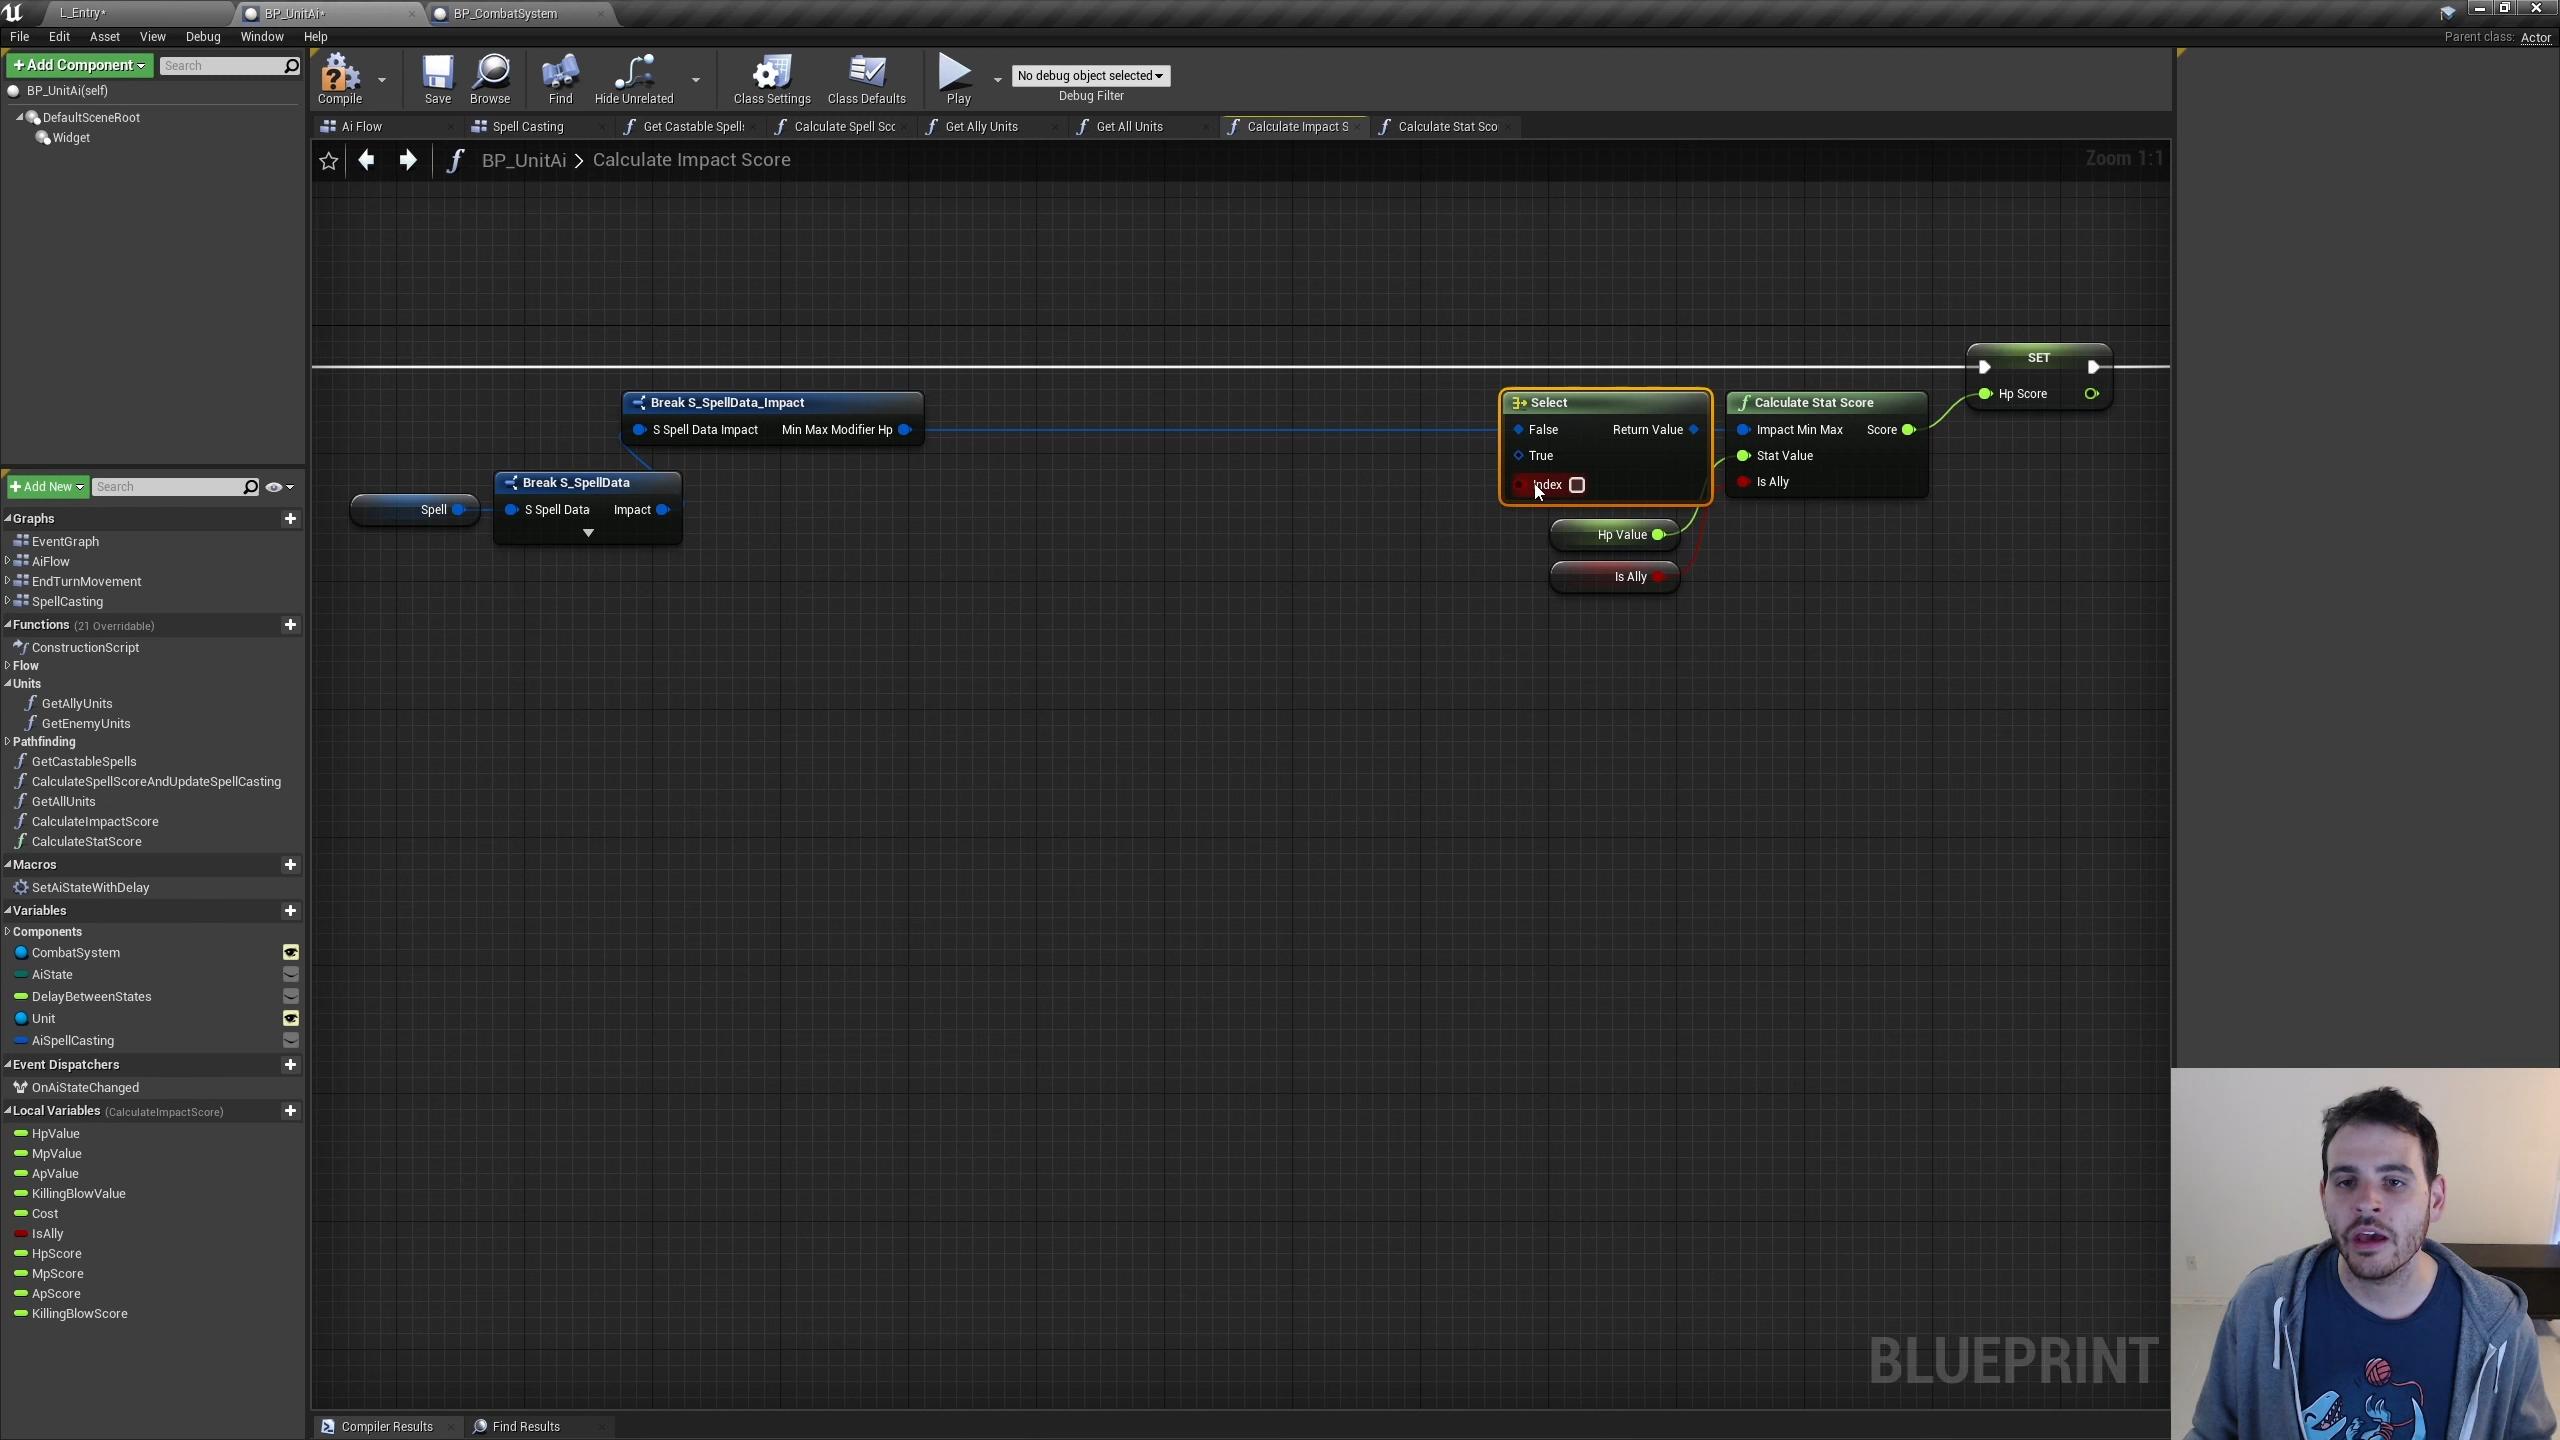 L_Entry*
BP_UnitAi*
BP_CombatSystem
File Edit Asset View Debug Window Help
Parent class: Actor
Add Component
Search
BP_UnitAi(self)
DefaultSceneRoot
Widget
Compile
Save
Browse
Find
Hide Unrelated
Class Settings
Class Defaults
Play
No debug object selected
Debug Filter
Ai Flow
Spell Casting
Get Castable Spells
Calculate Spell Sco
Get Ally Units
Get All Units
Calculate Impact S
Calculate Stat Sco
BP_UnitAi > Calculate Impact Score
Zoom 1:1
Add New
Search
Graphs
EventGraph
AiFlow
EndTurnMovement
SpellCasting
Functions (21 Overridable)
ConstructionScript
Flow
Units
GetAllyUnits
GetEnemyUnits
Pathfinding
GetCastableSpells
CalculateSpellScoreAndUpdateSpellCasting
GetAllUnits
CalculateImpactScore
CalculateStatScore
Macros
SetAiStateWithDelay
Variables
Components
CombatSystem
AiState
DelayBetweenStates
Unit
AiSpellCasting
Event Dispatchers
OnAiStateChanged
Local Variables (CalculateImpactScore)
HpValue
MpValue
ApValue
KillingBlowValue
Cost
IsAlly
HpScore
MpScore
ApScore
KillingBlowScore
Break S_SpellData_Impact
S Spell Data Impact Min Max Modifier Hp
Spell
Break S_SpellData
S Spell Data Impact
Select
False Return Value
True
Index
Hp Value
Is Ally
Calculate Stat Score
Impact Min Max Score
Stat Value
Is Ally
SET
Hp Score
BLUEPRINT
Compiler Results
Find Results